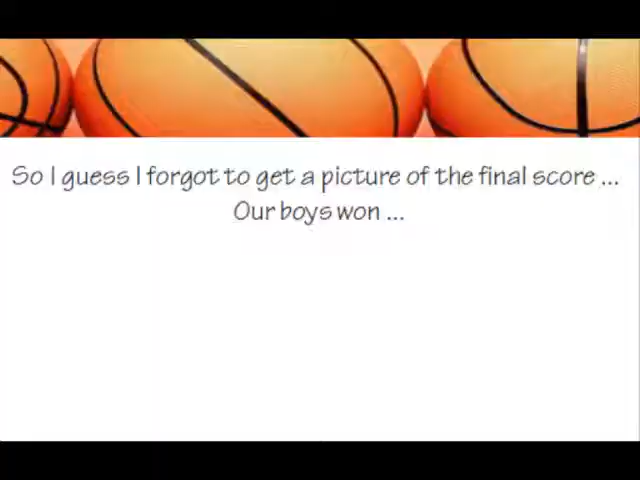 So I guess I forgot to get a picture of the final score ...
Our boys won ...